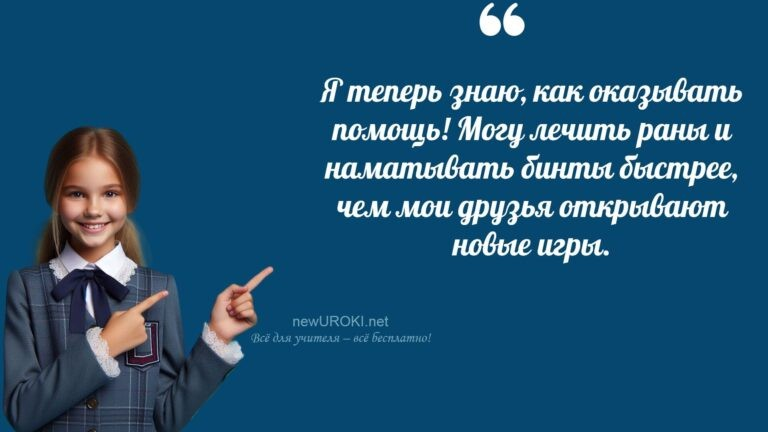 “
Я теперь знаю, как оказывать
помощь! Могу лечить раны и
наматывать бинты быстрее,
чем мои друзья открывают
новые игры.
newUROKI.net
Всё для учителя – всё бесплатно!